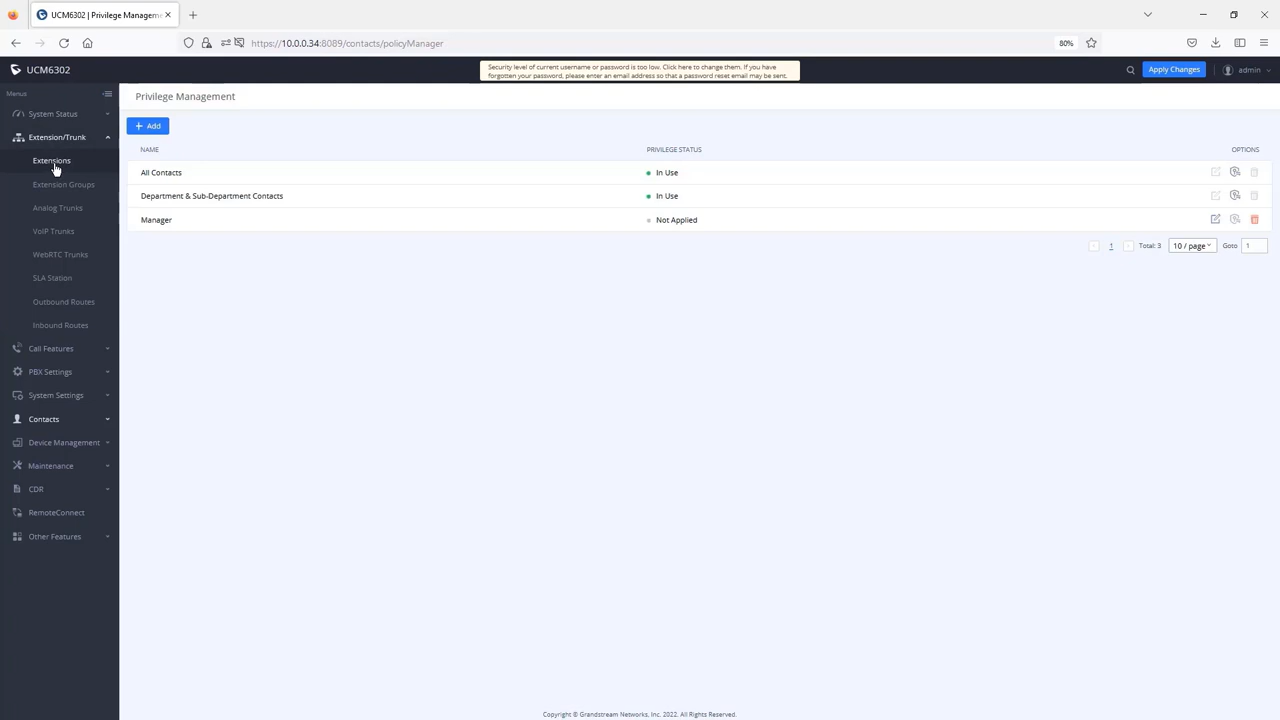 UCM6302 | Privilege Managem
https://10.0.0.34:8089/contacts/policyManager
80%
UCM6302
Security level of current username or password is too low. Click here to change them. If you have
forgotten your password, please enter an email address so that a password reset email may be sent.
Apply Changes
admin
Menus
System Status
Extension/Trunk
Extensions
Extension Groups
Analog Trunks
VoIP Trunks
WebRTC Trunks
SLA Station
Outbound Routes
Inbound Routes
Call Features
PBX Settings
System Settings
Contacts
Device Management
Maintenance
CDR
RemoteConnect
Other Features
Privilege Management
+ Add
NAME PRIVILEGE STATUS OPTIONS
All Contacts In Use
Department & Sub-Department Contacts In Use
Manager Not Applied
1 Total: 3 10 / page Goto 1
Copyright © Grandstream Networks, Inc. 2022. All Rights Reserved.